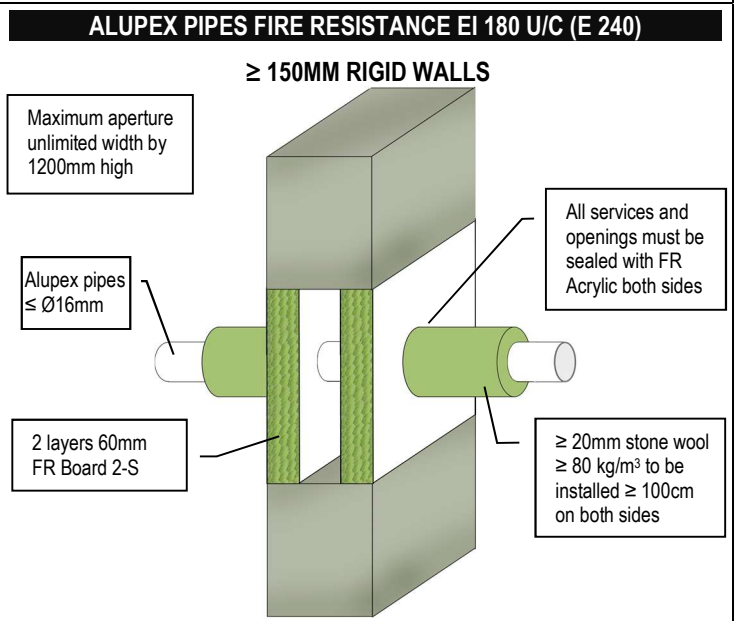 ALUPEX PIPES FIRE RESISTANCE EI 180 U/C (E 240)
≥ 150MM RIGID WALLS
Maximum aperture
unlimited width by
1200mm high
All services and
openings must be
sealed with FR
Acrylic both sides
Alupex pipes
≤ Ø16mm
2 layers 60mm
FR Board 2-S
≥ 20mm stone wool
≥ 80 kg/m³ to be
installed ≥ 100cm
on both sides